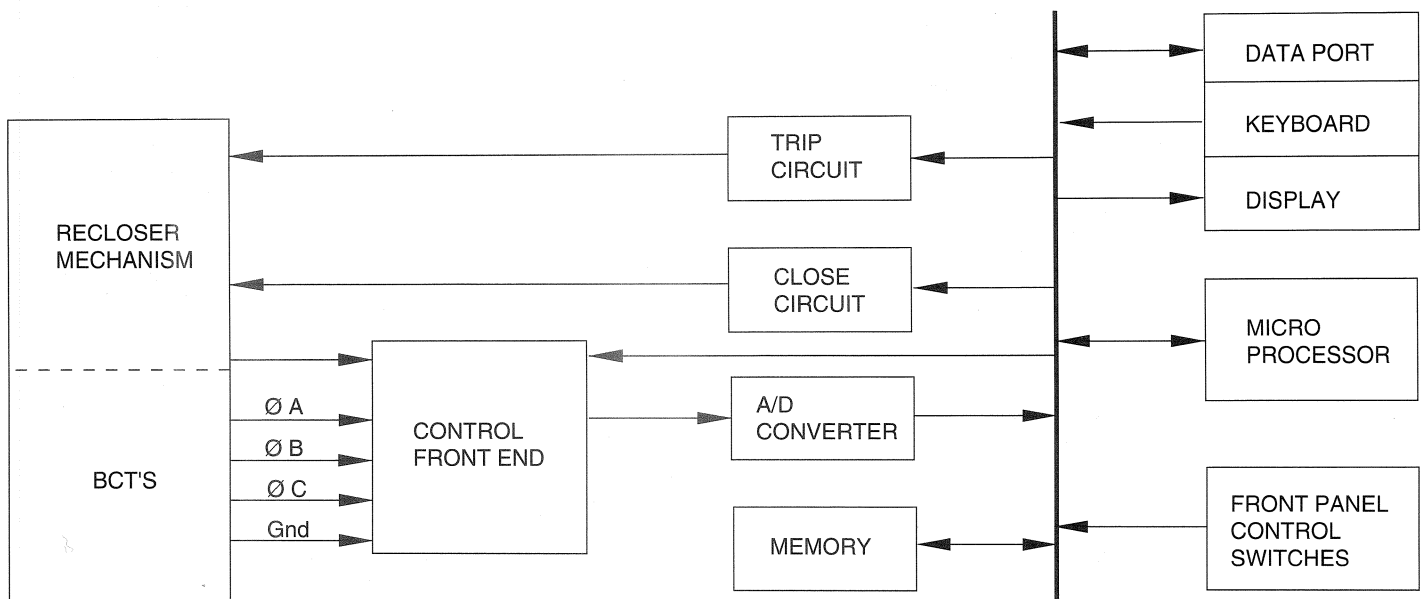 DATA PORT
KEYBOARD
DISPLAY
TRIP
CIRCUIT
RECLOSER
MECHANISM
CLOSE
CIRCUIT
MICRO
PROCESSOR
Ø A
Ø B
Ø C
Gnd
BCT'S
CONTROL
FRONT END
A/D
CONVERTER
MEMORY
FRONT PANEL
CONTROL
SWITCHES